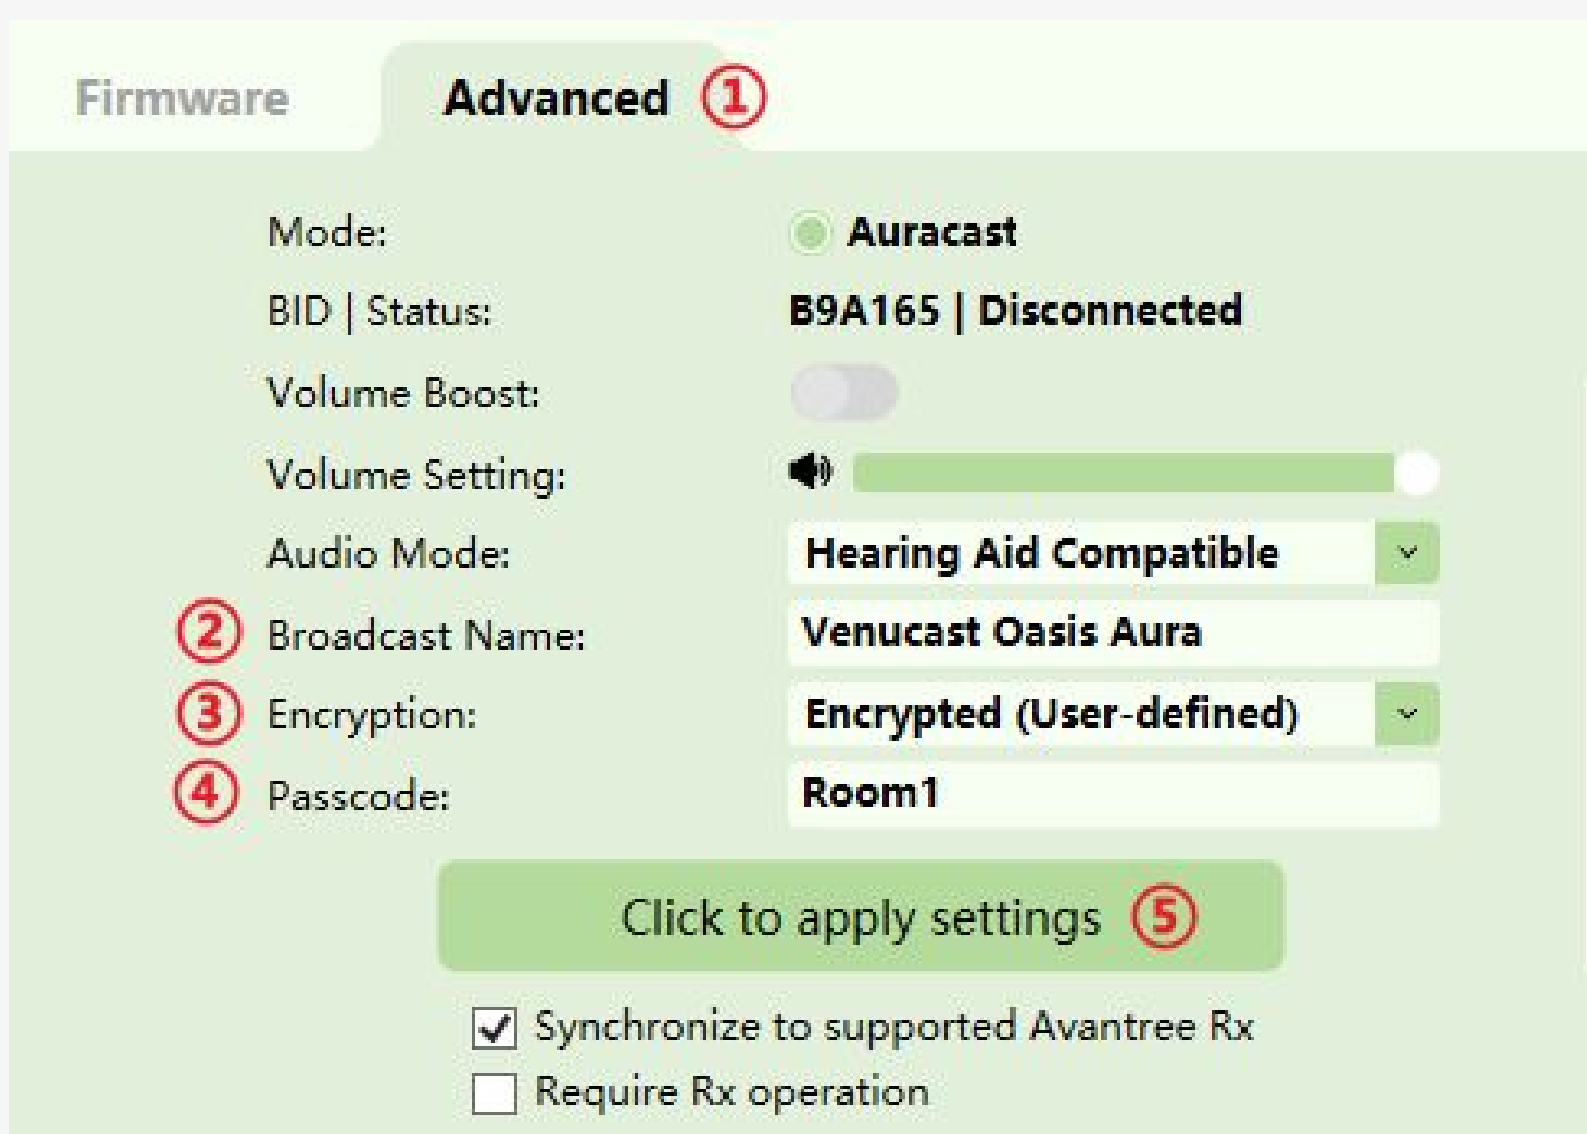 Firmware Advanced ①
Mode: Auracast
BID | Status: B9A165 | Disconnected
Volume Boost:
Volume Setting:
Audio Mode: Hearing Aid Compatible
② Broadcast Name: Venucast Oasis Aura
③ Encryption: Encrypted (User-defined)
④ Passcode: Room1
Click to apply settings ⑤
Synchronize to supported Avantree Rx
Require Rx operation